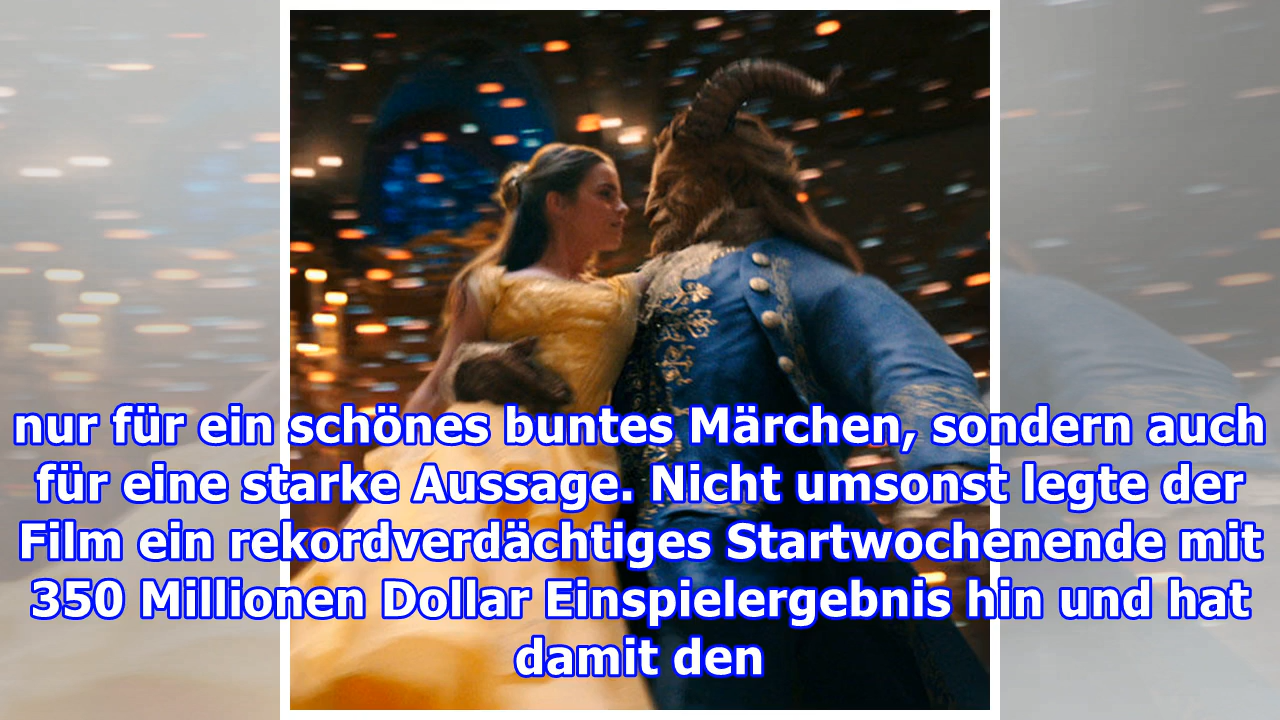 nur für ein schönes buntes Märchen, sondern auch
für eine starke Aussage. Nicht umsonst legte der
Film ein rekordverdächtiges Startwochenende mit
350 Millionen Dollar Einspielergebnis hin und hat
damit den